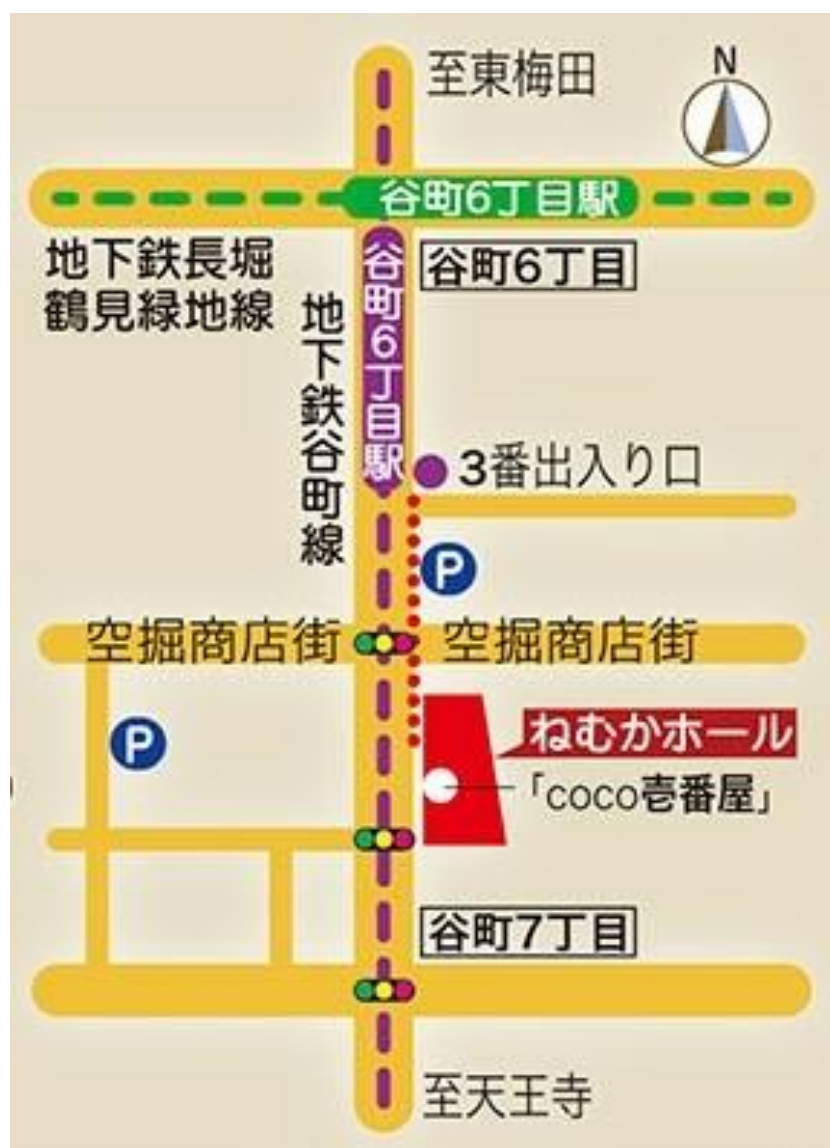 至東梅田
N
谷町6丁目駅
地下鉄長堀
鶴見緑地線
地下鉄谷町線
谷町6丁目駅
谷町6丁目
3番出入り口
P
空掘商店街
空掘商店街
P
ねむかホール
「coco壱番屋」
谷町7丁目
至天王寺